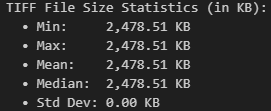 TIFF File Size Statistics (in KB):
• Min: 2,478.51 KB
• Max: 2,478.51 KB
• Mean: 2,478.51 KB
• Median: 2,478.51 KB
• Std Dev: 0.00 KB